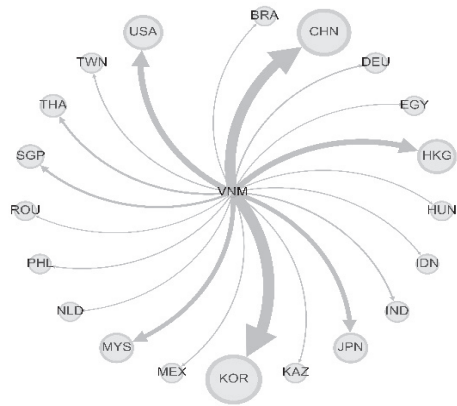 BRA
USA
CHN
TWN
DEU
THA
EGY
SGP
HKG
VNM
ROU
HUN
PHL
IDN
NLD
IND
MYS
JPN
MEX
KOR
KAZ